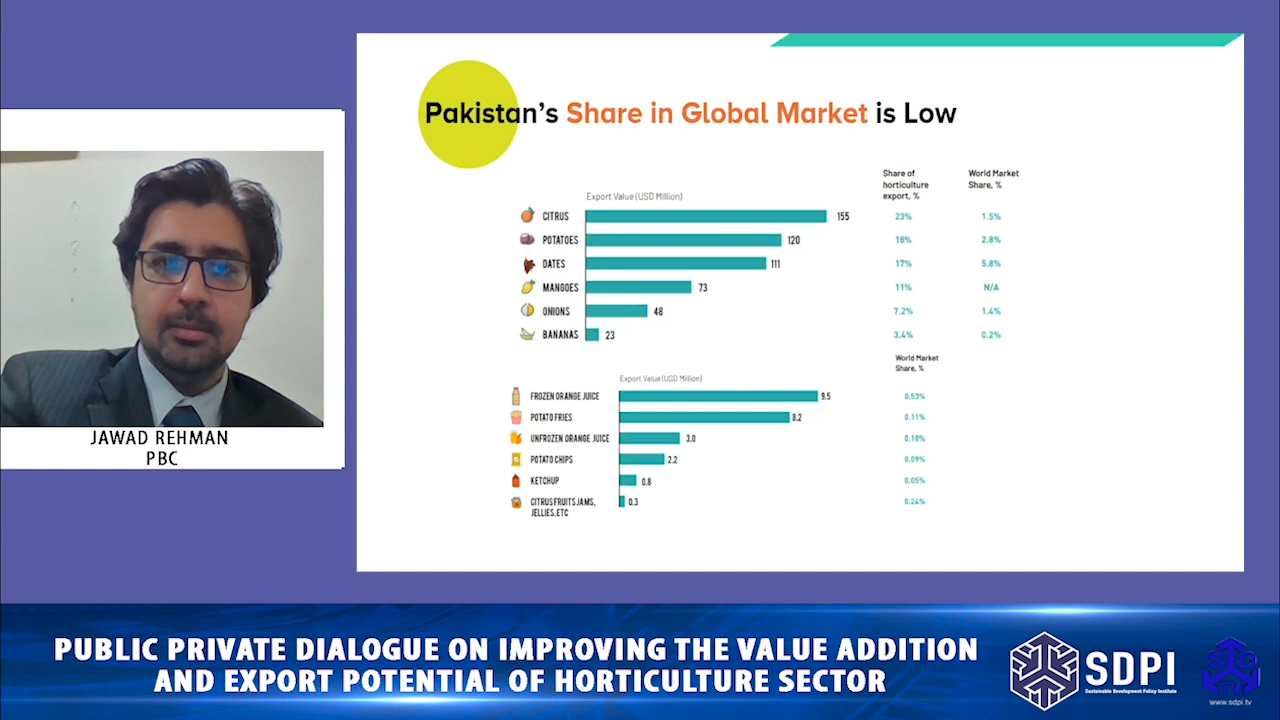 Pakistan's Share in Global Market is Low
Share of
horticulture
export, %
World Market
Share, %
Export Value (USD Million)
CITRUS 155 23% 1.5%
POTATOES 120 18% 2.8%
DATES 111 17% 5.8%
MANGOES 73 11% N/A
ONIONS 48 7.2% 1.4%
BANANAS 23 3.4% 0.2%
World Market
Share, %
Export Value (USD Million)
FROZEN ORANGE JUICE 9.5 0.53%
POTATO FRIES 8.2 0.11%
UNFROZEN ORANGE JUICE 3.0 0.18%
POTATO CHIPS 2.2 0.09%
KETCHUP 0.8 0.05%
CITRUS FRUITS JAMS,
JELLIES, ETC 0.3 0.24%
JAWAD REHMAN
PBC
PUBLIC PRIVATE DIALOGUE ON IMPROVING THE VALUE ADDITION
AND EXPORT POTENTIAL OF HORTICULTURE SECTOR
SDPI
Sustainable Development Policy Institute
SD
TV
www.sdpi.tv